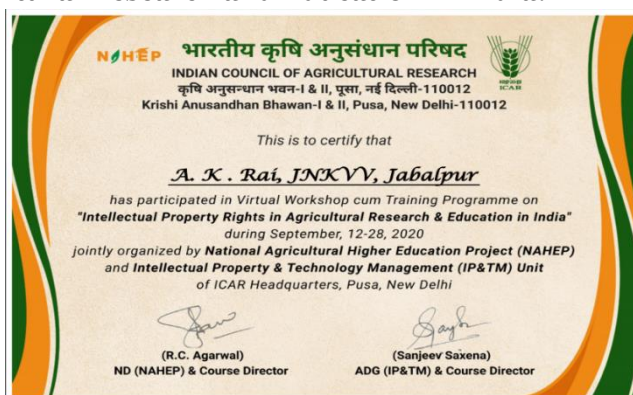 NAHEP
भारतीय कृषि अनुसंधान परिषद
ICAR
INDIAN COUNCIL OF AGRICULTURAL RESEARCH
कृषि अनुसन्धान भवन-I & II, पूसा, नई दिल्ली-110012
Krishi Anusandhan Bhawan-I & II, Pusa, New Delhi-110012
This is to certify that
A. K . Rai, JNKVV, Jabalpur
has participated in Virtual Workshop cum Training Programme on
"Intellectual Property Rights in Agricultural Research & Education in India"
during September, 12-28, 2020
jointly organized by National Agricultural Higher Education Project (NAHEP)
and Intellectual Property & Technology Management (IP&TM) Unit
of ICAR Headquarters, Pusa, New Delhi
(R.C. Agarwal)
ND (NAHEP) & Course Director
(Sanjeev Saxena)
ADG (IP&TM) & Course Director